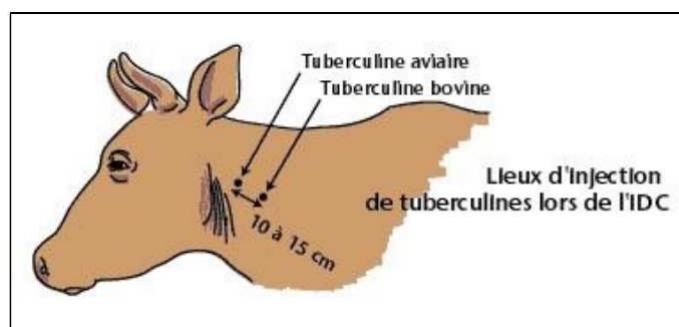 Tuberculine aviaire
Tuberculine bovine
Lieux d'injection
de tuberculines lors de l'IDC
10 à 15 cm